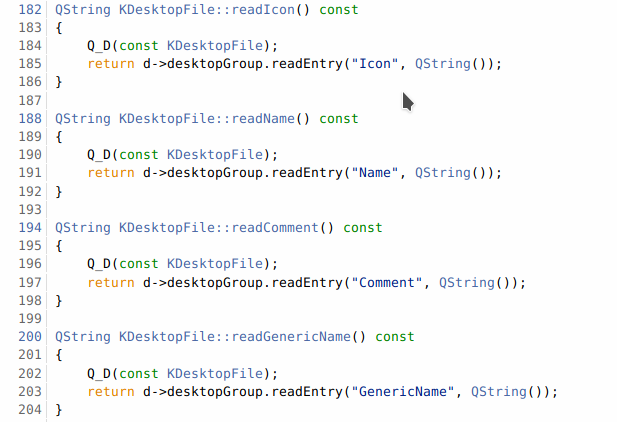 182 QString KDesktopFile::readIcon() const
183 {
184     Q_D(const KDesktopFile);
185     return d->desktopGroup.readEntry("Icon", QString());
186 }
187
188 QString KDesktopFile::readName() const
189 {
190     Q_D(const KDesktopFile);
191     return d->desktopGroup.readEntry("Name", QString());
192 }
193
194 QString KDesktopFile::readComment() const
195 {
196     Q_D(const KDesktopFile);
197     return d->desktopGroup.readEntry("Comment", QString());
198 }
199
200 QString KDesktopFile::readGenericName() const
201 {
202     Q_D(const KDesktopFile);
203     return d->desktopGroup.readEntry("GenericName", QString());
204 }